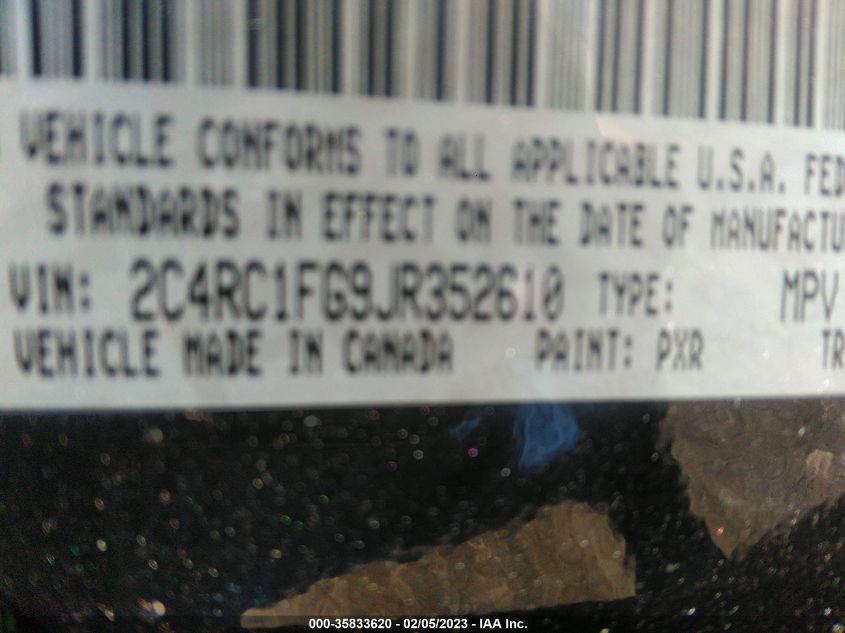 VEHICLE CONFORMS TO ALL APPLICABLE U.S.A. FED
STANDARDS IN EFFECT ON THE DATE OF MANUFACTU
VIN: 2C4RC1FG9JR352610 TYPE: MPV
VEHICLE MADE IN CANADA PAINT: PXR TR
000-35833620 - 02/05/2023 - IAA Inc.